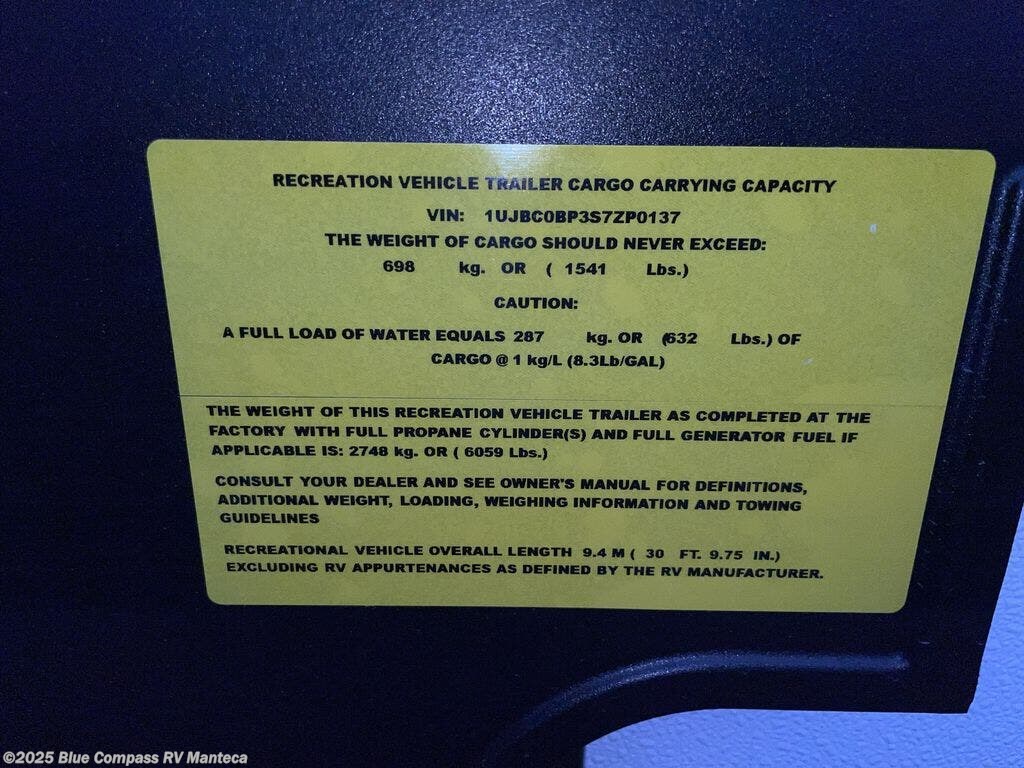 RECREATION VEHICLE TRAILER CARGO CARRYING CAPACITY
VIN: 1UJBC0BP3S7ZP0137
THE WEIGHT OF CARGO SHOULD NEVER EXCEED:
698 kg. OR ( 1541 Lbs.)
CAUTION:
A FULL LOAD OF WATER EQUALS 287 kg. OR (632 Lbs.) OF
CARGO @ 1 kg/L (8.3Lb/GAL)
THE WEIGHT OF THIS RECREATION VEHICLE TRAILER AS COMPLETED AT THE
FACTORY WITH FULL PROPANE CYLINDER(S) AND FULL GENERATOR FUEL IF
APPLICABLE IS: 2748 kg. OR ( 6059 Lbs.)
CONSULT YOUR DEALER AND SEE OWNER'S MANUAL FOR DEFINITIONS,
ADDITIONAL WEIGHT, LOADING, WEIGHING INFORMATION AND TOWING
GUIDELINES
RECREATIONAL VEHICLE OVERALL LENGTH 9.4 M ( 30 FT. 9.75 IN.)
EXCLUDING RV APPURTENANCES AS DEFINED BY THE RV MANUFACTURER.
©2025 Blue Compass RV Manteca